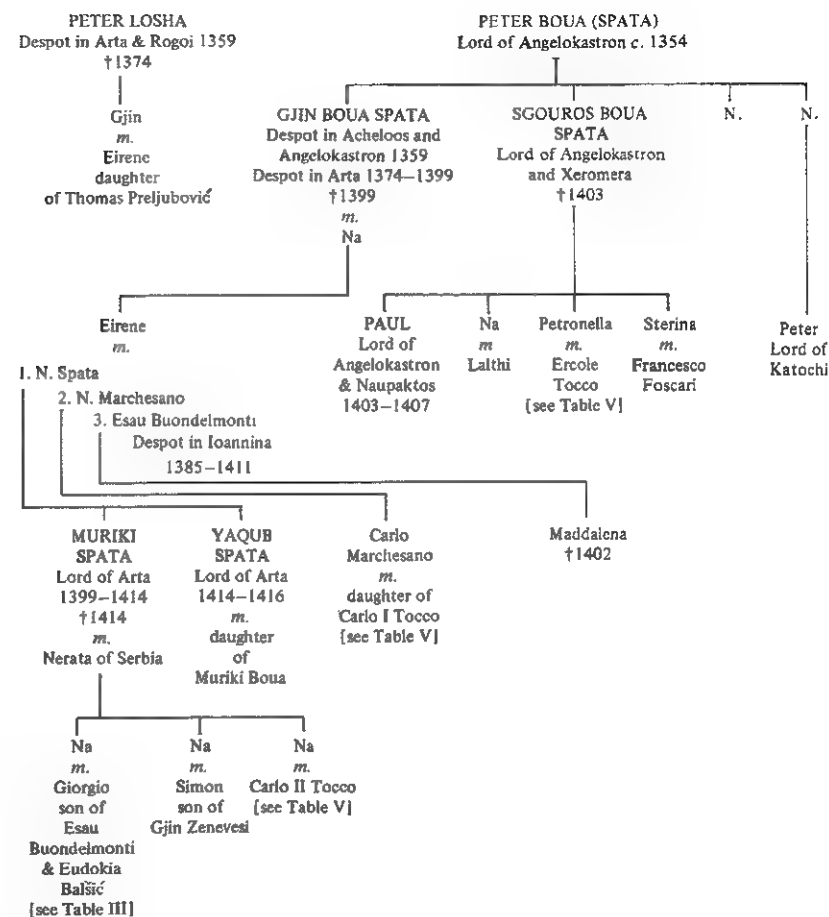 PETER LOSHA
Despot in Arta & Rogoi 1359
†1374
Gjin
m.
Eirene
daughter
of Thomas Preljubović
PETER BOUA (SPATA)
Lord of Angelokastron c. 1354
GJIN BOUA SPATA
Despot in Acheloos and
Angelokastron 1359
Despot in Arta 1374–1399
†1399
m.
Na
SGOUROS BOUA
SPATA
Lord of Angelokastron
and Xeromera
†1403
N.
N.
Eirene
m.
1. N. Spata
2. N. Marchesano
3. Esau Buondelmonti
Despot in Ioannina
1385–1411
PAUL
Lord of
Angelokastron
& Naupaktos
1403–1407
Na
m
Lalthi
Petronella
m.
Ercole
Tocco
[see Table V]
Sterina
m.
Francesco
Foscari
Peter
Lord of
Katochi
MURIKI
SPATA
Lord of Arta
1399–1414
†1414
m.
Nerata of Serbia
YAQUB
SPATA
Lord of Arta
1414–1416
m.
daughter
of
Muriki Boua
Carlo
Marchesano
m.
daughter of
Carlo I Tocco
[see Table V]
Maddalena
†1402
Na
m.
Giorgio
son of
Esau
Buondelmonti
& Eudokia
Balšić
[see Table III]
Na
m.
Simon
son of
Gjin Zenevesi
Na
m.
Carlo II Tocco
[see Table V]